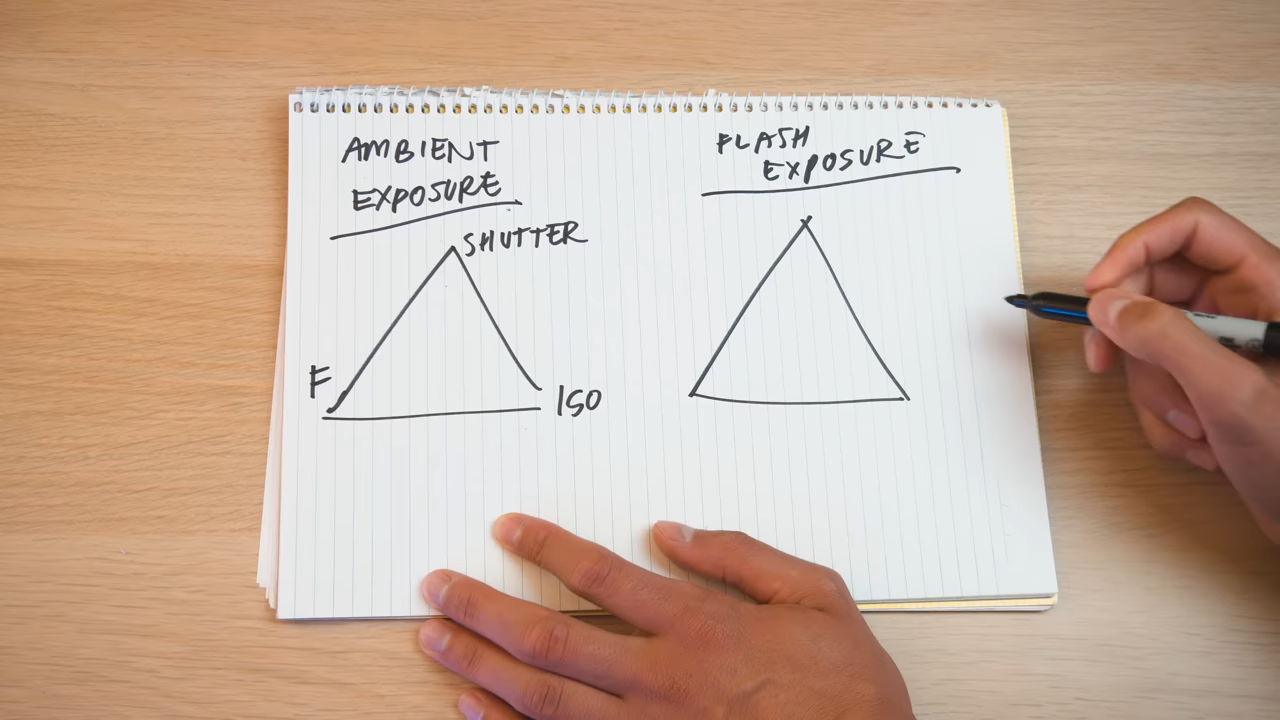 AMBIENT
EXPOSURE
SHUTTER
F
ISO
FLASH
EXPOSURE